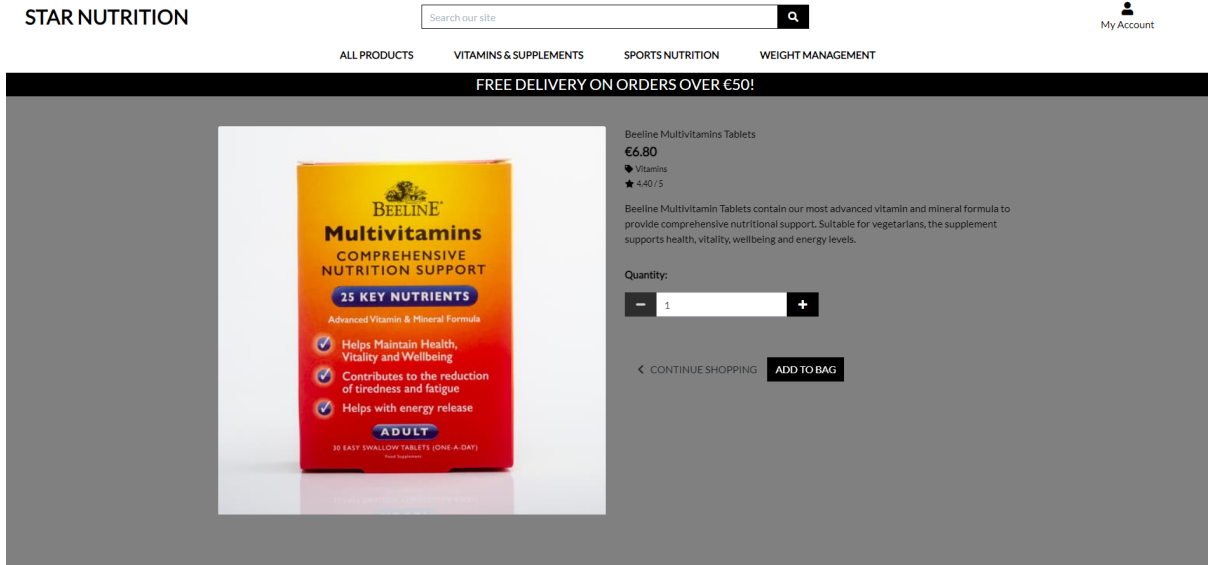 STAR NUTRITION
Search our site
My Account
ALL PRODUCTS VITAMINS & SUPPLEMENTS SPORTS NUTRITION WEIGHT MANAGEMENT
FREE DELIVERY ON ORDERS OVER €50!
BEELINE
Multivitamins
COMPREHENSIVE
NUTRITION SUPPORT
25 KEY NUTRIENTS
Advanced Vitamin & Mineral Formula
Helps Maintain Health,
Vitality and Wellbeing
Contributes to the reduction
of tiredness and fatigue
Helps with energy release
ADULT
30 EASY SWALLOW TABLETS (ONE-A-DAY)
Food Supplement
Beeline Multivitamins Tablets
€6.80
Vitamins
4.40 / 5
Beeline Multivitamin Tablets contain our most advanced vitamin and mineral formula to
provide comprehensive nutritional support. Suitable for vegetarians, the supplement
supports health, vitality, wellbeing and energy levels.
Quantity:
1
CONTINUE SHOPPING ADD TO BAG